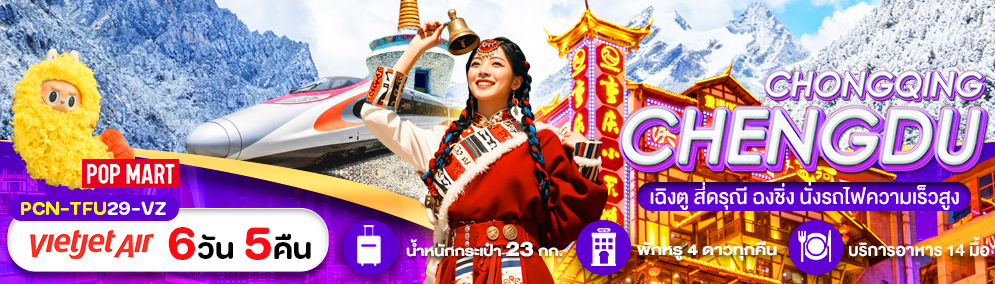 CHONGQING
CHENGDU
เฉิงตู สี่ดรุณี ฉงชิ่ง นั่งรถไฟความเร็วสูง
POP MART
PCN-TFU29-VZ
vietjet Air 6วัน 5คืน
น้ำหนักกระเป๋า 23 กก.
พักหรู 4 ดาวทุกคืน
บริการอาหาร 14 มื้อ